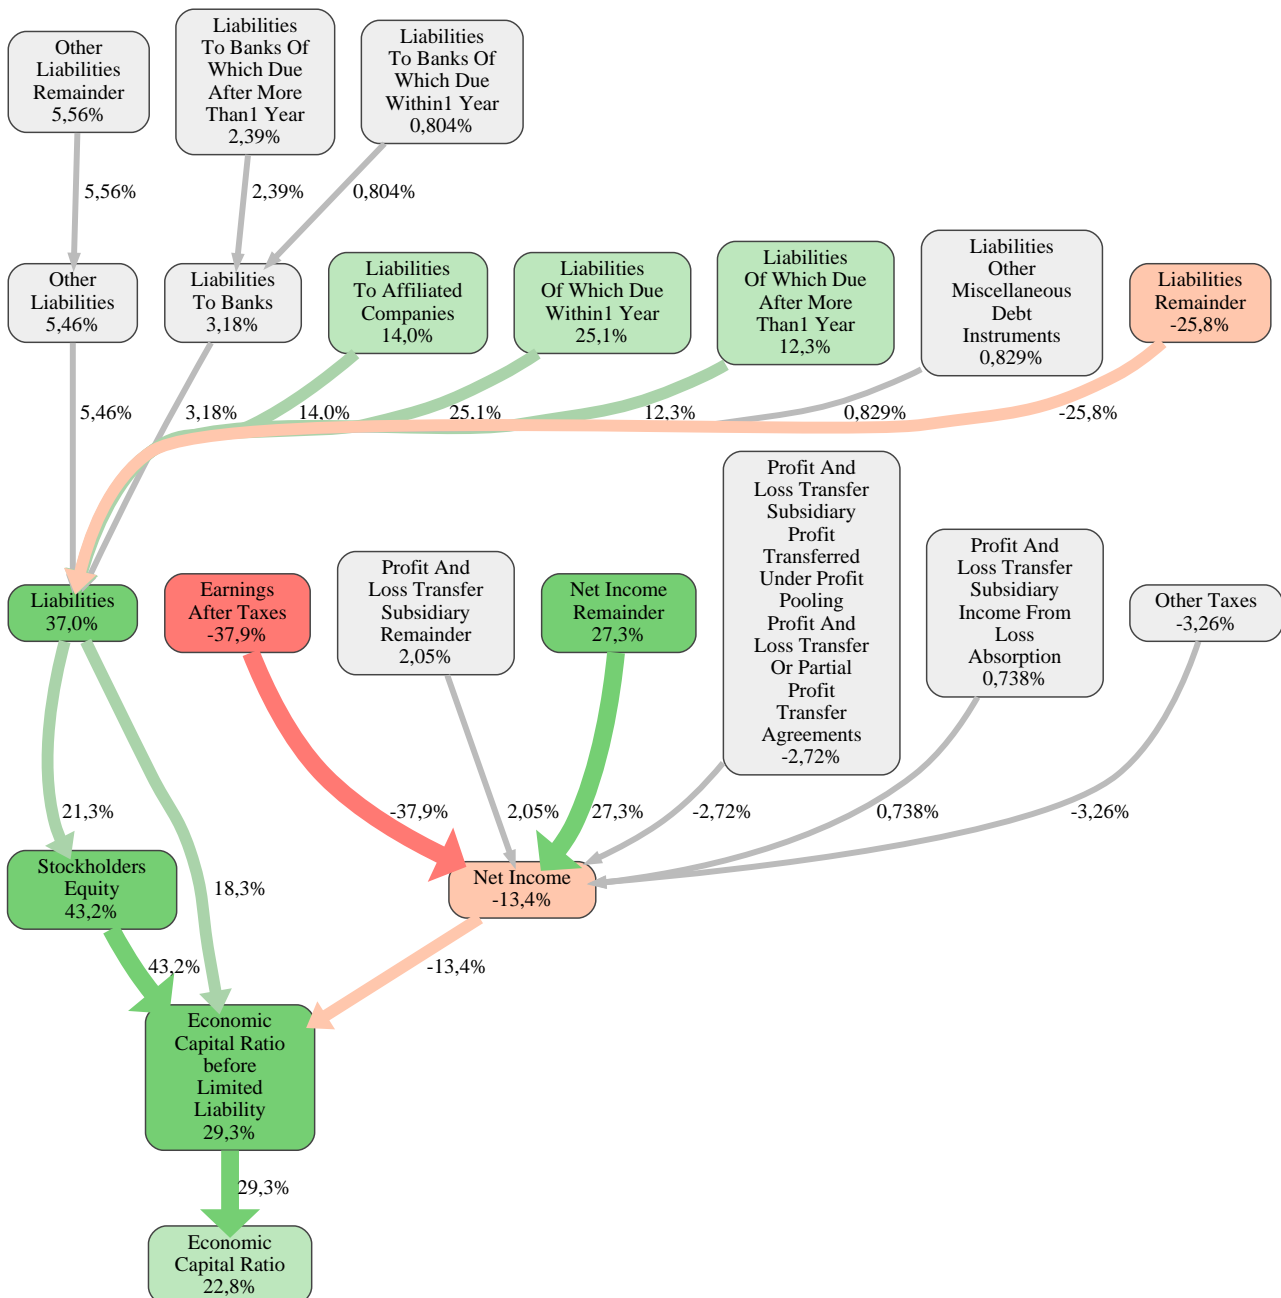 Other
Liabilities
Remainder
5,56%
Liabilities
To Banks Of
Which Due
After More
Than1 Year
2,39%
Liabilities
To Banks Of
Which Due
Within1 Year
0,804%
5,56%
2,39%
0,804%
Other
Liabilities
5,46%
Liabilities
To Banks
3,18%
Liabilities
To Affiliated
Companies
14,0%
Liabilities
Of Which Due
Within1 Year
25,1%
Liabilities
Of Which Due
After More
Than1 Year
12,3%
Liabilities
Other
Miscellaneous
Debt
Instruments
0,829%
Liabilities
Remainder
-25,8%
5,46%
3,18%
14,0%
25,1%
12,3%
0,829%
-25,8%
Liabilities
37,0%
Earnings
After Taxes
-37,9%
Profit And
Loss Transfer
Subsidiary
Remainder
2,05%
Net Income
Remainder
27,3%
Profit And
Loss Transfer
Subsidiary
Profit
Transferred
Under Profit
Pooling
Profit And
Loss Transfer
Or Partial
Profit
Transfer
Agreements
-2,72%
Profit And
Loss Transfer
Subsidiary
Income From
Loss
Absorption
0,738%
Other Taxes
-3,26%
21,3%
-37,9%
2,05%
27,3%
-2,72%
0,738%
-3,26%
Stockholders
Equity
43,2%
18,3%
Net Income
-13,4%
43,2%
-13,4%
Economic
Capital Ratio
before
Limited
Liability
29,3%
29,3%
Economic
Capital Ratio
22,8%